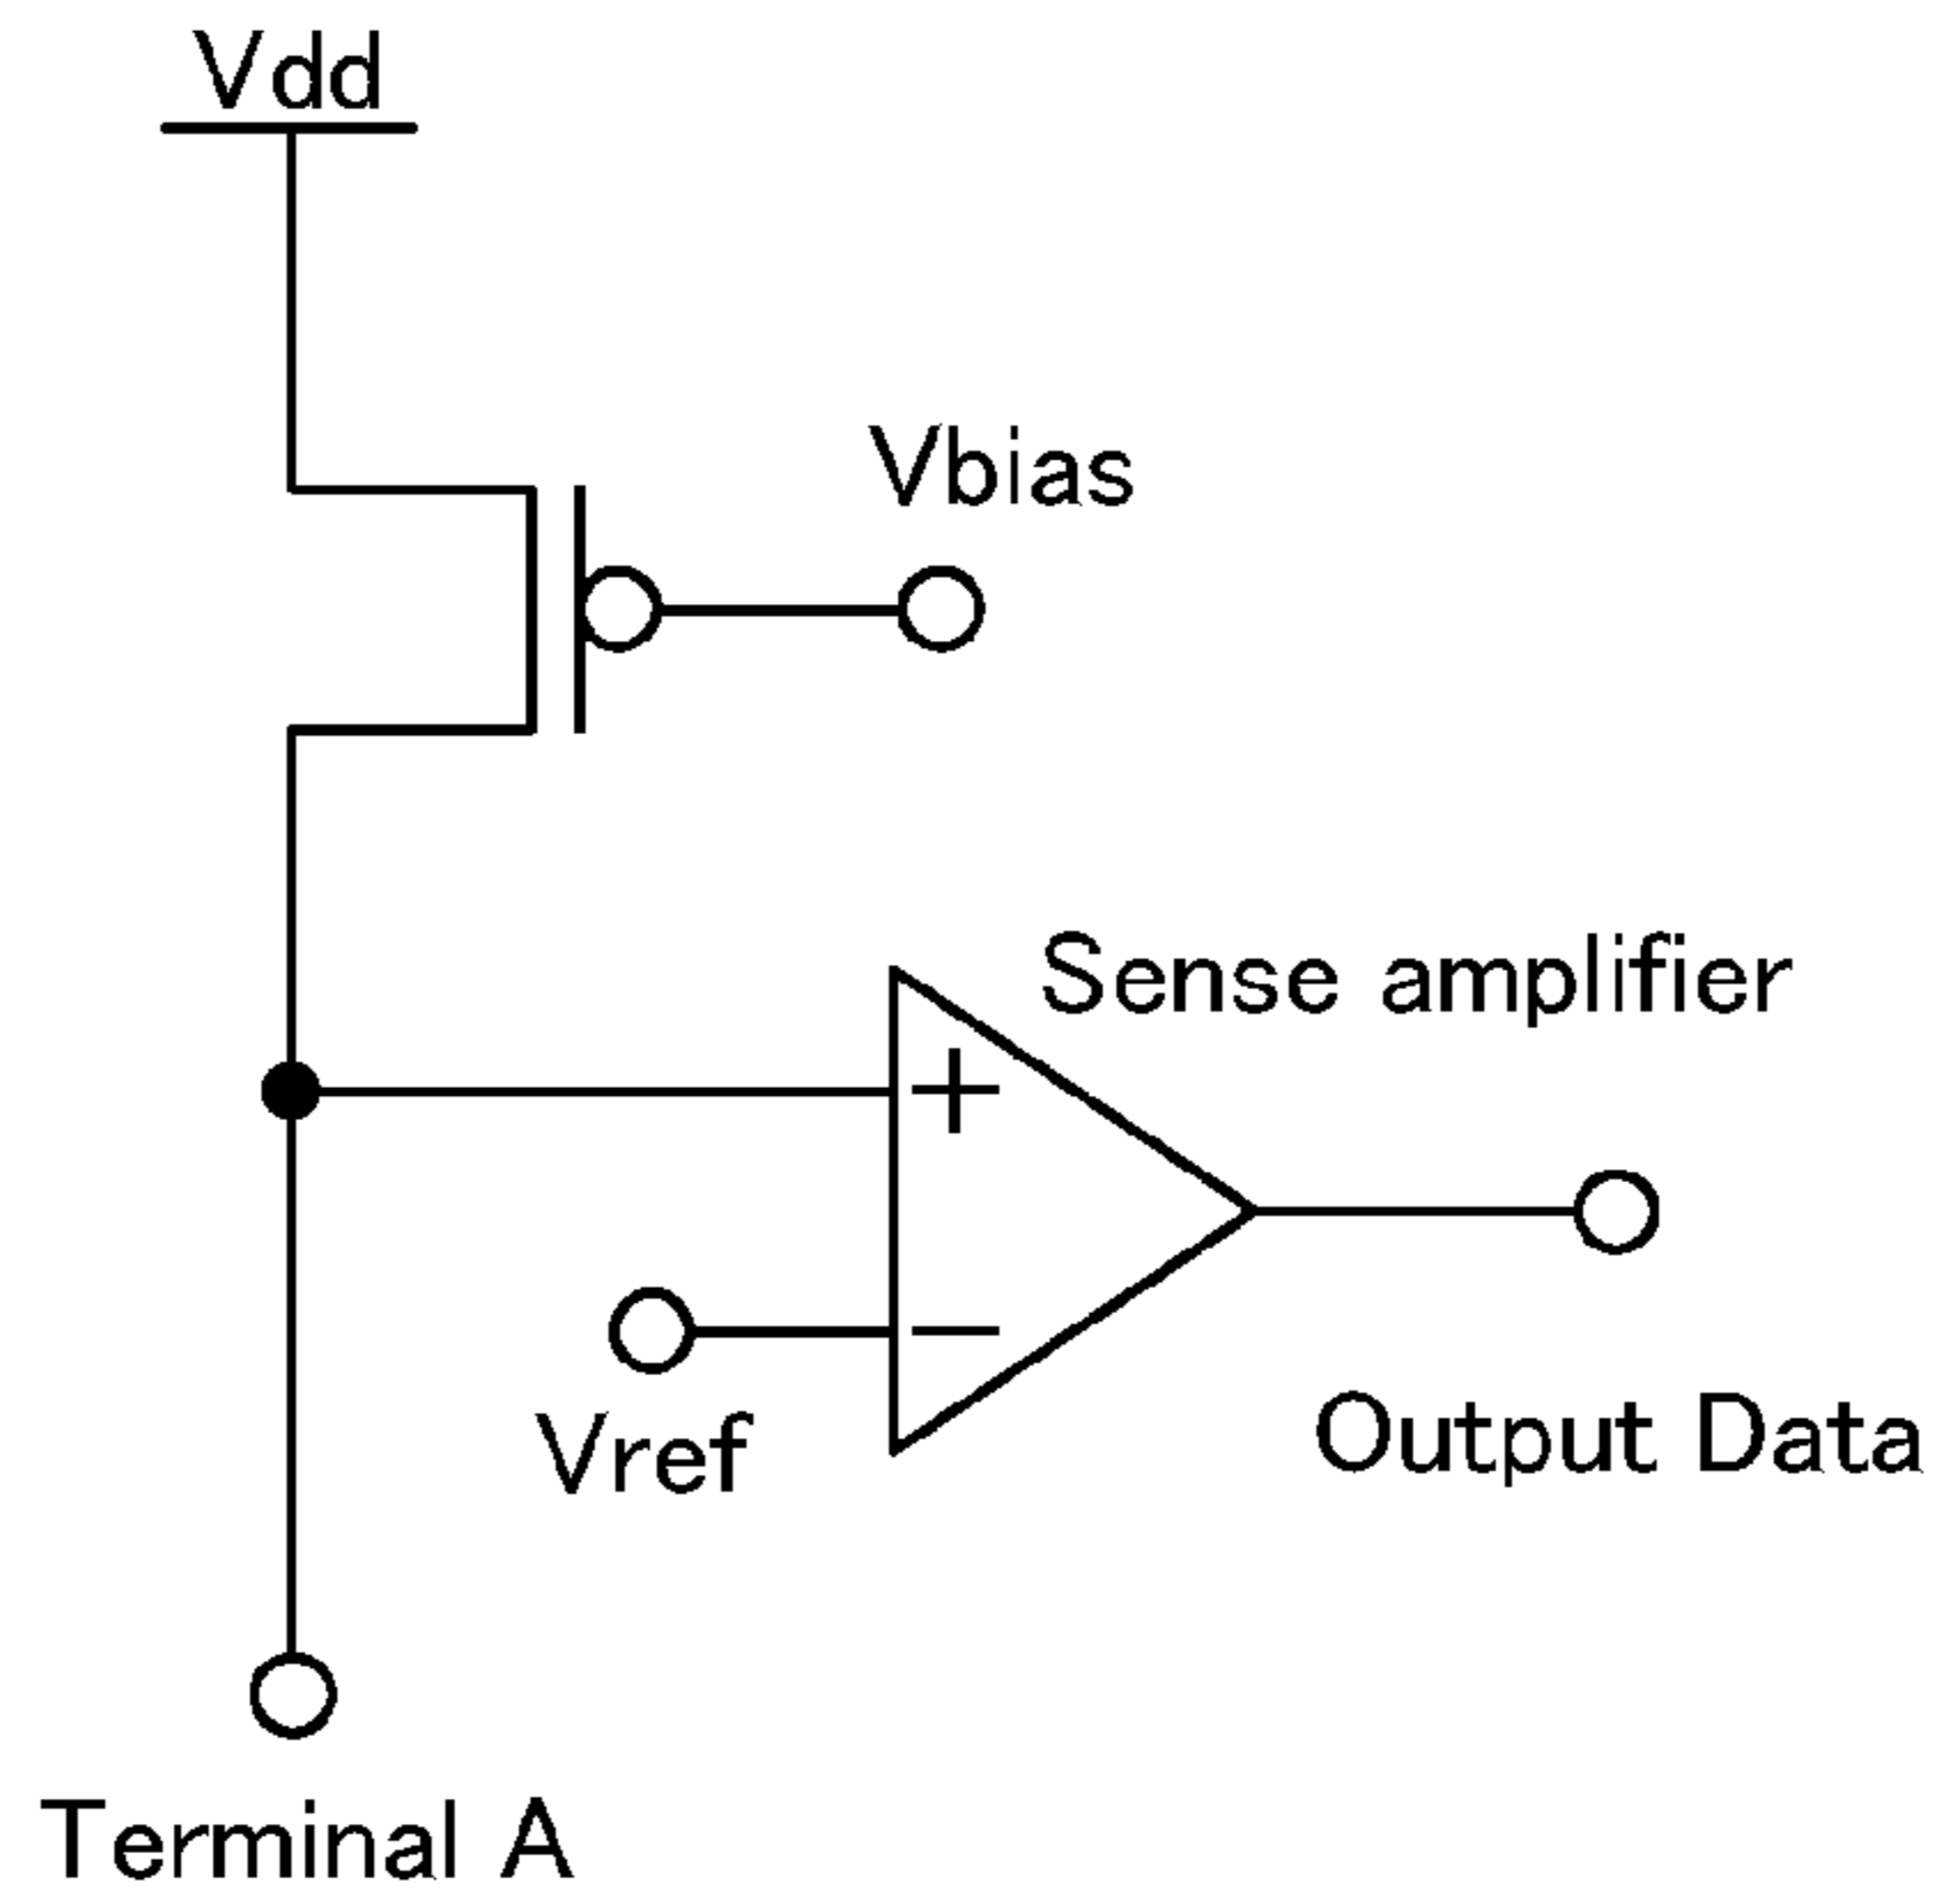 Vdd
Vbias
Sense amplifier
+
−
Vref
Output Data
Terminal A